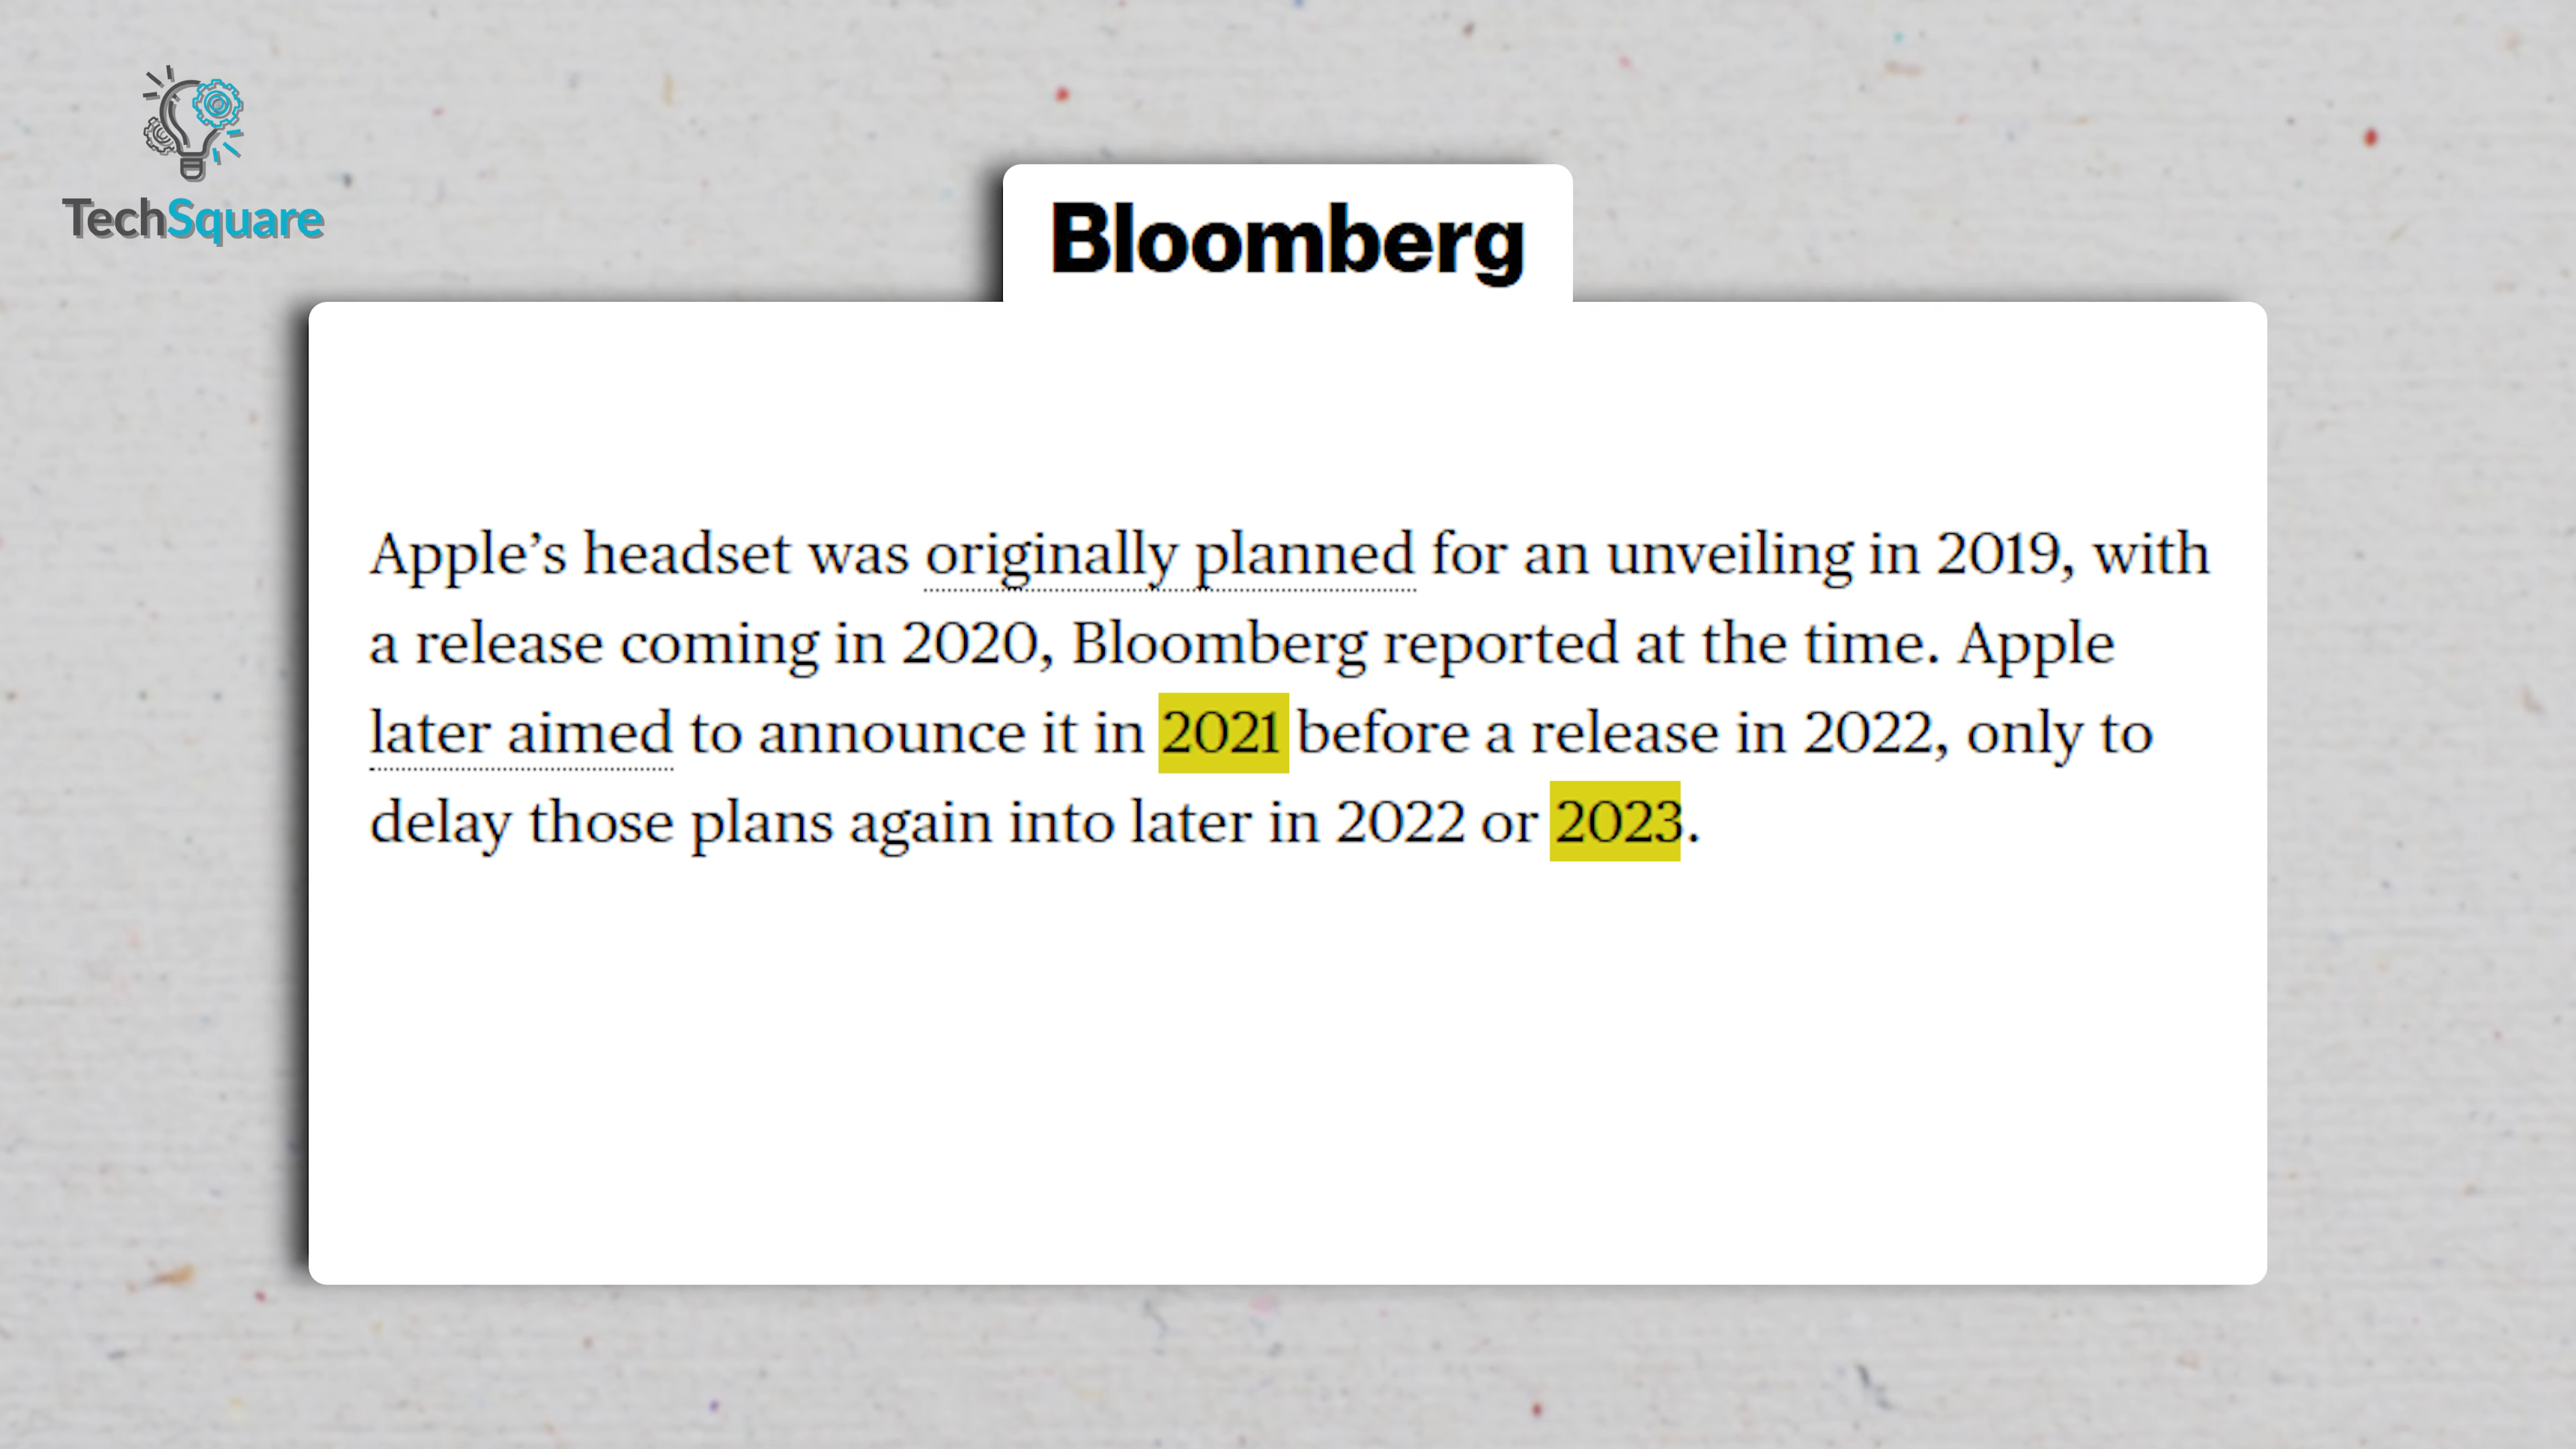 TechSquare
Bloomberg
Apple’s headset was originally planned for an unveiling in 2019, with
a release coming in 2020, Bloomberg reported at the time. Apple
later aimed to announce it in 2021 before a release in 2022, only to
delay those plans again into later in 2022 or 2023.